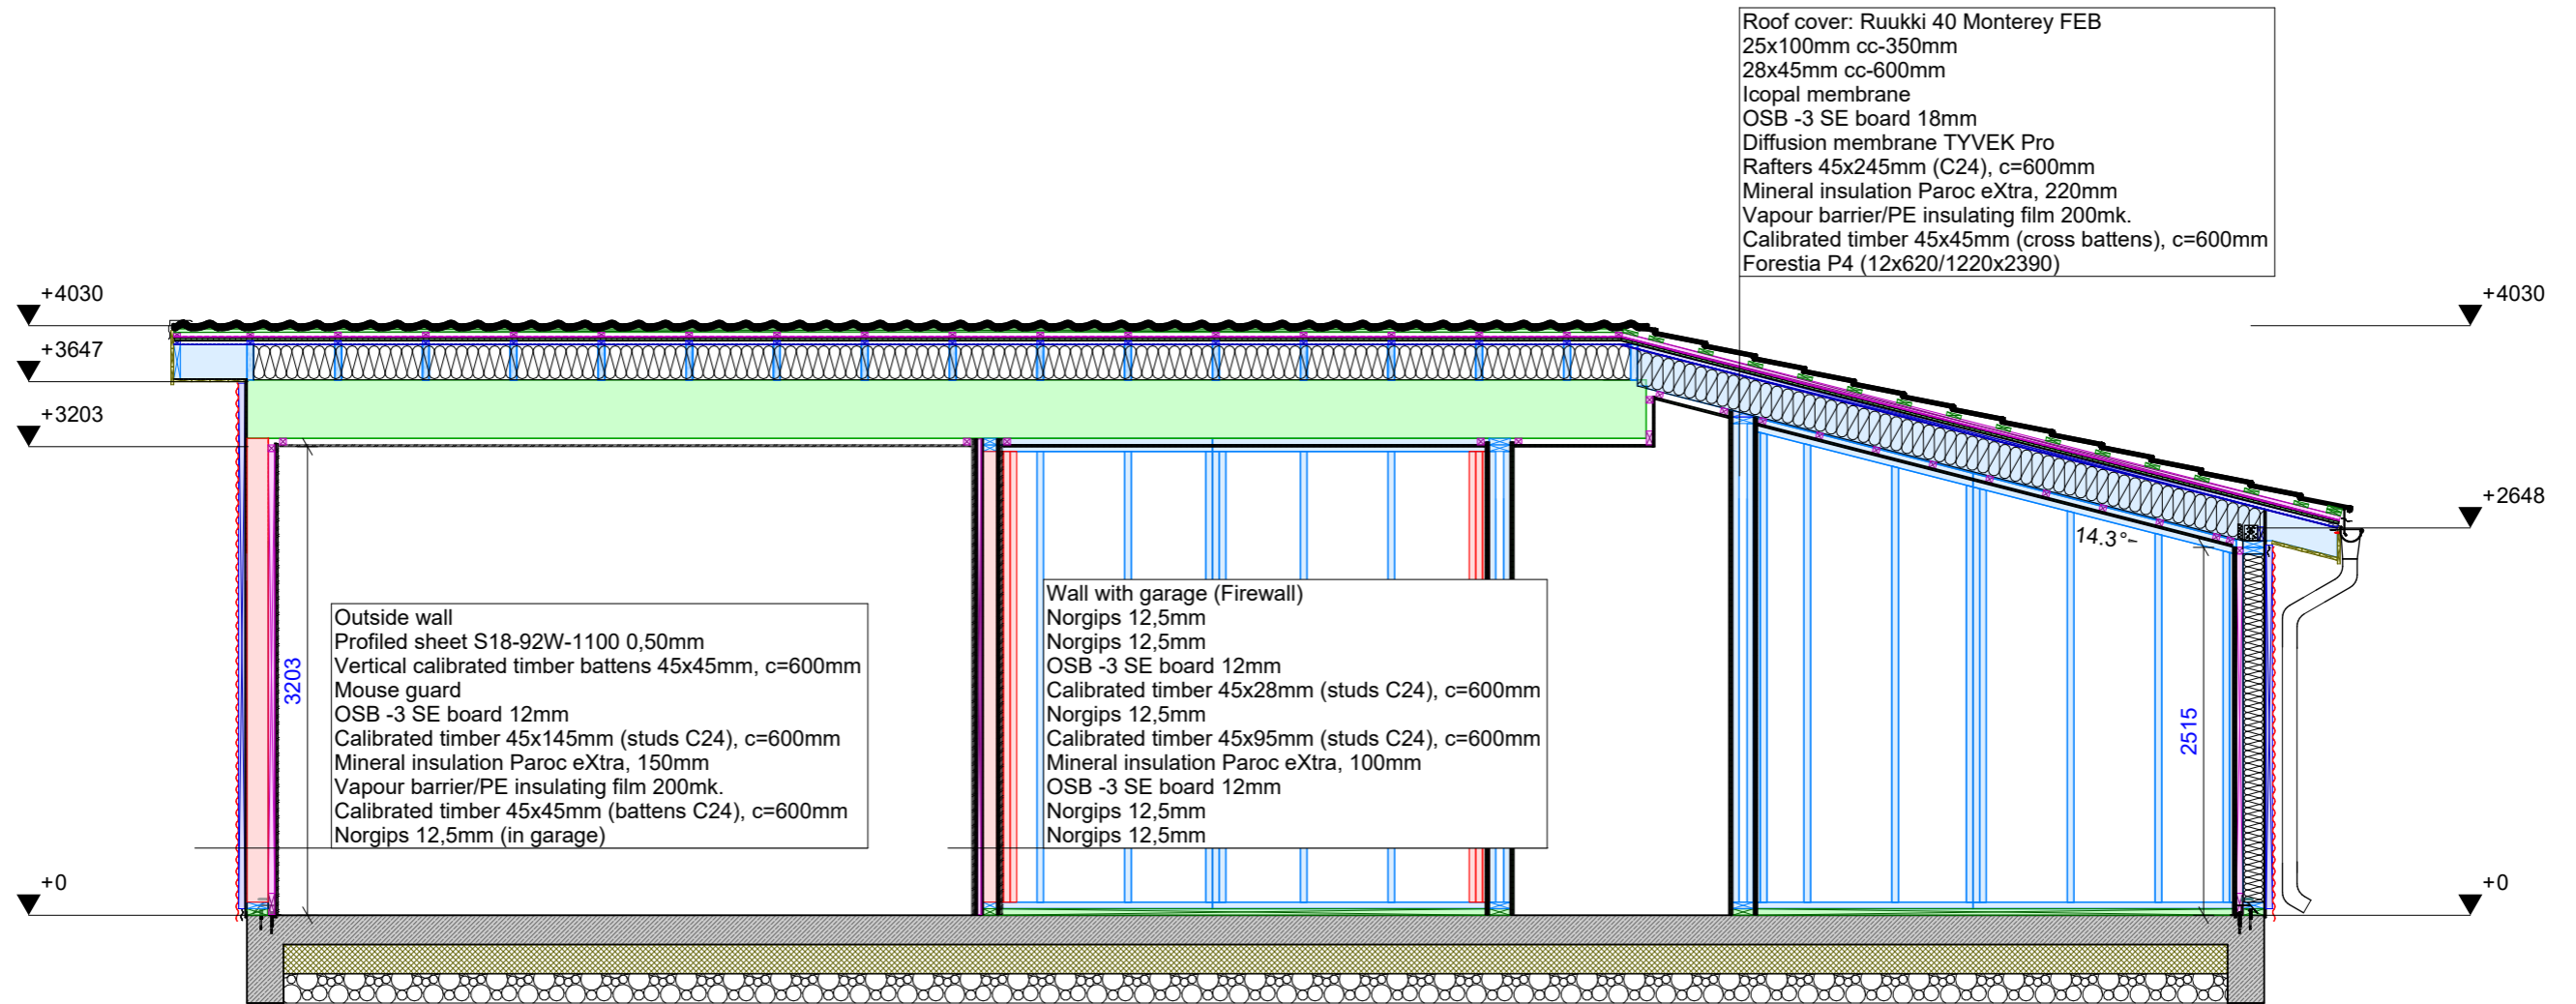 Roof cover: Ruukki 40 Monterey FEB
25x100mm cc-350mm
28x45mm cc-600mm
Icopal membrane
OSB -3 SE board 18mm
Diffusion membrane TYVEK Pro
Rafters 45x245mm (C24), c=600mm
Mineral insulation Paroc eXtra, 220mm
Vapour barrier/PE insulating film 200mk.
Calibrated timber 45x45mm (cross battens), c=600mm
Forestia P4 (12x620/1220x2390)
+4030
+4030
+3647
+3203
+2648
14.3°
3203
2515
Outside wall
Profiled sheet S18-92W-1100 0,50mm
Vertical calibrated timber battens 45x45mm, c=600mm
Mouse guard
OSB -3 SE board 12mm
Calibrated timber 45x145mm (studs C24), c=600mm
Mineral insulation Paroc eXtra, 150mm
Vapour barrier/PE insulating film 200mk.
Calibrated timber 45x45mm (battens C24), c=600mm
Norgips 12,5mm (in garage)
Wall with garage (Firewall)
Norgips 12,5mm
Norgips 12,5mm
OSB -3 SE board 12mm
Calibrated timber 45x28mm (studs C24), c=600mm
Norgips 12,5mm
Calibrated timber 45x95mm (studs C24), c=600mm
Mineral insulation Paroc eXtra, 100mm
OSB -3 SE board 12mm
Norgips 12,5mm
Norgips 12,5mm
+0
+0